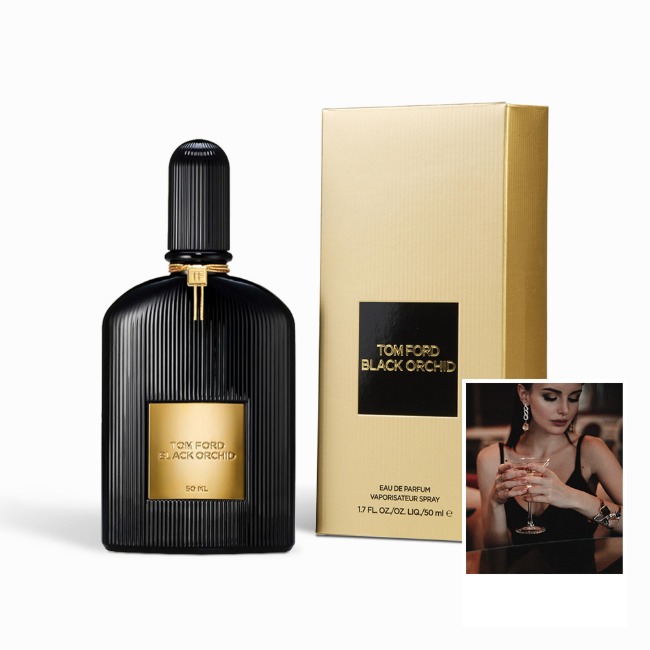 TF
TOM FORD
BLACK ORCHID
50 ML
TOM FORD
BLACK ORCHID
EAU DE PARFUM
VAPORISATEUR SPRAY
1.7 FL. OZ./OZ. LIQ./50 ml ℮